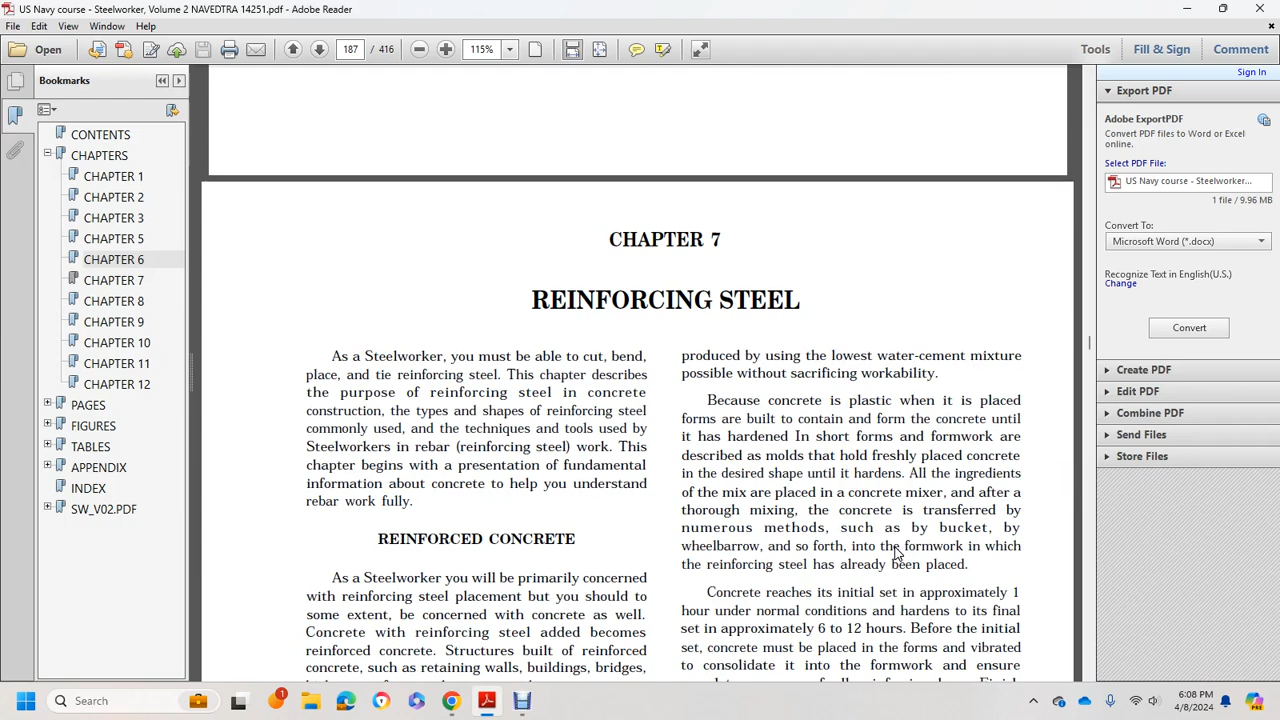 US Navy course - Steelworker, Volume 2 NAVEDTRA 14251.pdf - Adobe Reader
File Edit View Window Help
Open 187 / 416 115% Tools Fill & Sign Comment
Sign In
Bookmarks
CONTENTS
CHAPTERS
CHAPTER 1
CHAPTER 2
CHAPTER 3
CHAPTER 5
CHAPTER 6
CHAPTER 7
CHAPTER 8
CHAPTER 9
CHAPTER 10
CHAPTER 11
CHAPTER 12
PAGES
FIGURES
TABLES
APPENDIX
INDEX
SW_V02.PDF
CHAPTER 7
REINFORCING STEEL
As a Steelworker, you must be able to cut, bend,
place, and tie reinforcing steel. This chapter describes
the purpose of reinforcing steel in concrete
construction, the types and shapes of reinforcing steel
commonly used, and the techniques and tools used by
Steelworkers in rebar (reinforcing steel) work. This
chapter begins with a presentation of fundamental
information about concrete to help you understand
rebar work fully.
REINFORCED CONCRETE
As a Steelworker you will be primarily concerned
with reinforcing steel placement but you should to
some extent, be concerned with concrete as well.
Concrete with reinforcing steel added becomes
reinforced concrete. Structures built of reinforced
concrete, such as retaining walls, buildings, bridges,
produced by using the lowest water-cement mixture
possible without sacrificing workability.
Because concrete is plastic when it is placed
forms are built to contain and form the concrete until
it has hardened In short forms and formwork are
described as molds that hold freshly placed concrete
in the desired shape until it hardens. All the ingredients
of the mix are placed in a concrete mixer, and after a
thorough mixing, the concrete is transferred by
numerous methods, such as by bucket, by
wheelbarrow, and so forth, into the formwork in which
the reinforcing steel has already been placed.
Concrete reaches its initial set in approximately 1
hour under normal conditions and hardens to its final
set in approximately 6 to 12 hours. Before the initial
set, concrete must be placed in the forms and vibrated
to consolidate it into the formwork and ensure
Export PDF
Adobe ExportPDF
Convert PDF files to Word or Excel
online.
Select PDF File:
US Navy course - Steelworker...
1 file / 9.96 MB
Convert To:
Microsoft Word (*.docx)
Recognize Text in English(U.S.)
Change
Convert
Create PDF
Edit PDF
Combine PDF
Send Files
Store Files
Search
1
6:08 PM
4/8/2024